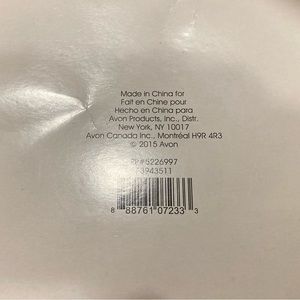 Made in China for
Fait en Chine pour
Hecho en China para
Avon Products, Inc., Distr.
New York, NY 10017
Avon Canada Inc., Montréal H9R 4R3
© 2015 Avon
PP#5226997
3943511
8 88761 07233 3